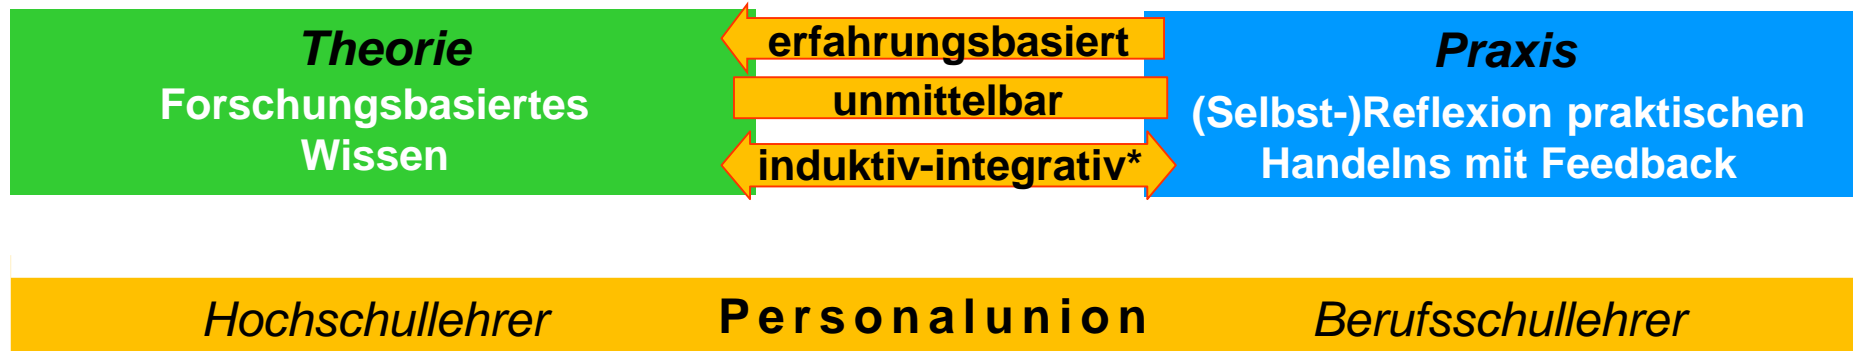 Theorie
Forschungsbasiertes
Wissen
erfahrungsbasiert
unmittelbar
induktiv-integrativ*
Praxis
(Selbst-)Reflexion praktischen
Handelns mit Feedback
Hochschullehrer Personalunion Berufsschullehrer